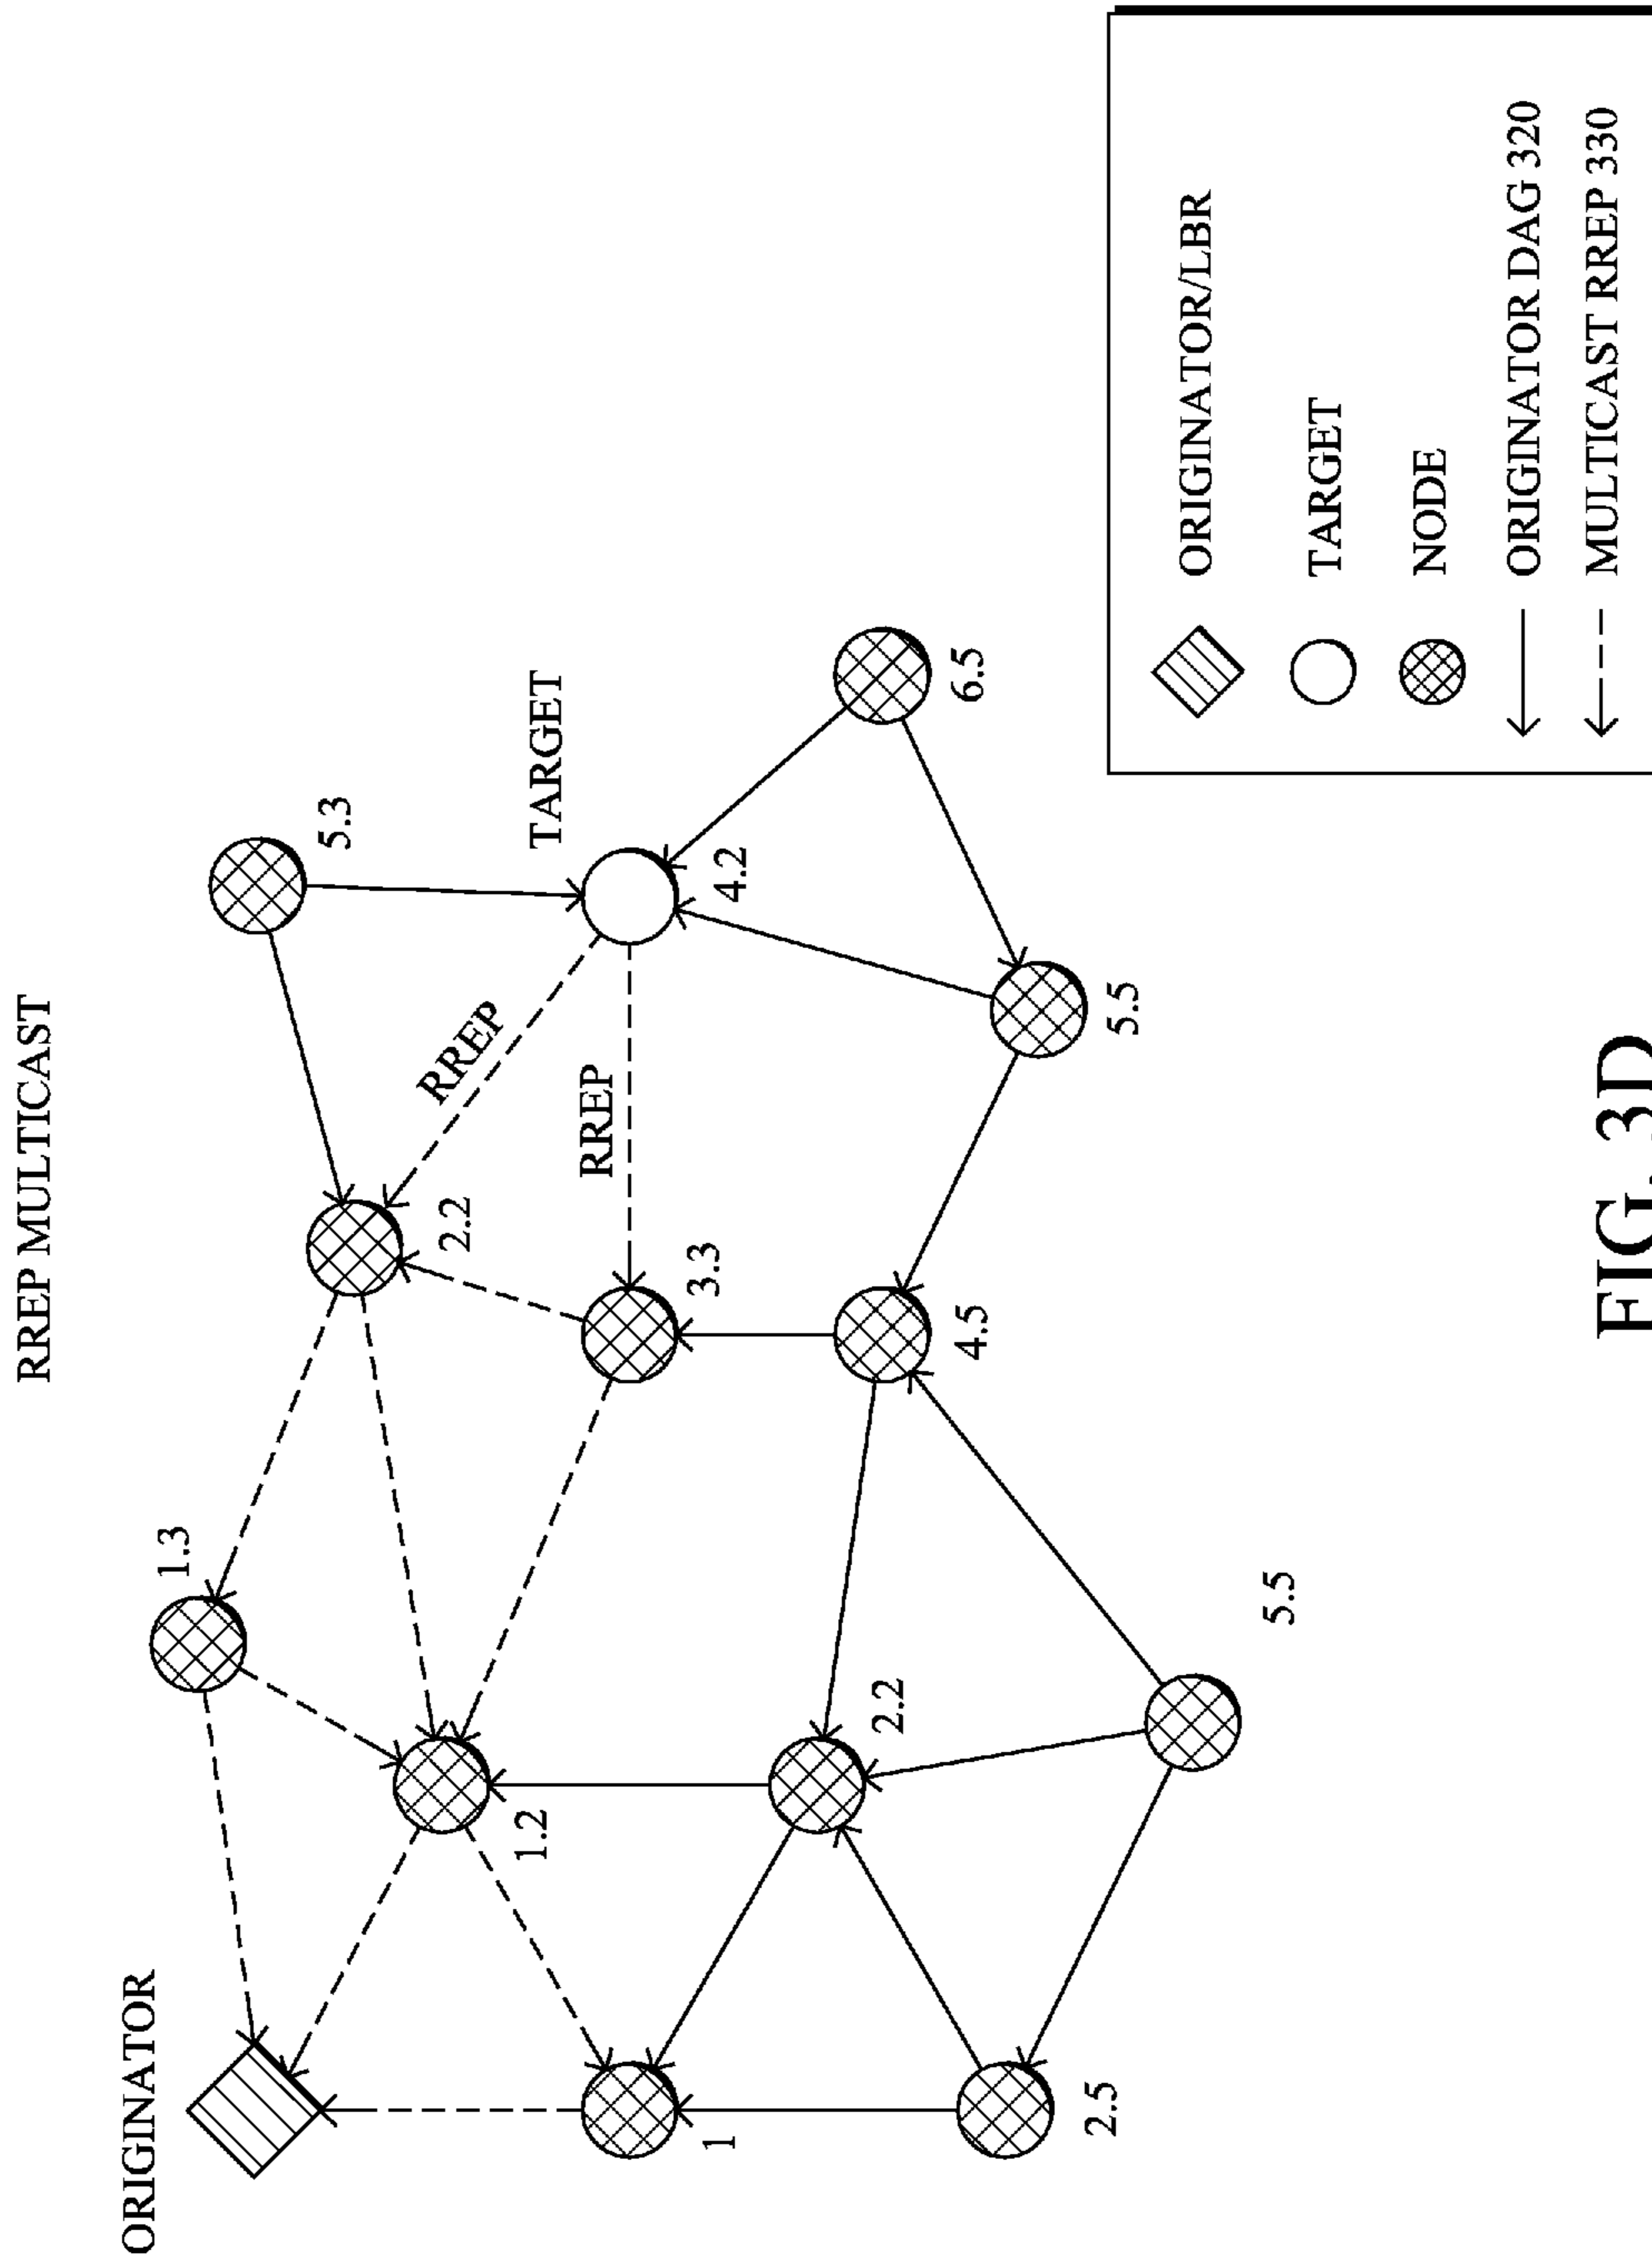 RREP MULTICAST
ORIGINATOR
1.3
5.3
2.2
TARGET
RREP
RREP
1.2
3.3
4.2
1
2.2
4.5
6.5
2.5
5.5
5.5
ORIGINATOR/LBR
TARGET
NODE
ORIGINATOR DAG 320
MULTICAST RREP 330
FIG. 3D